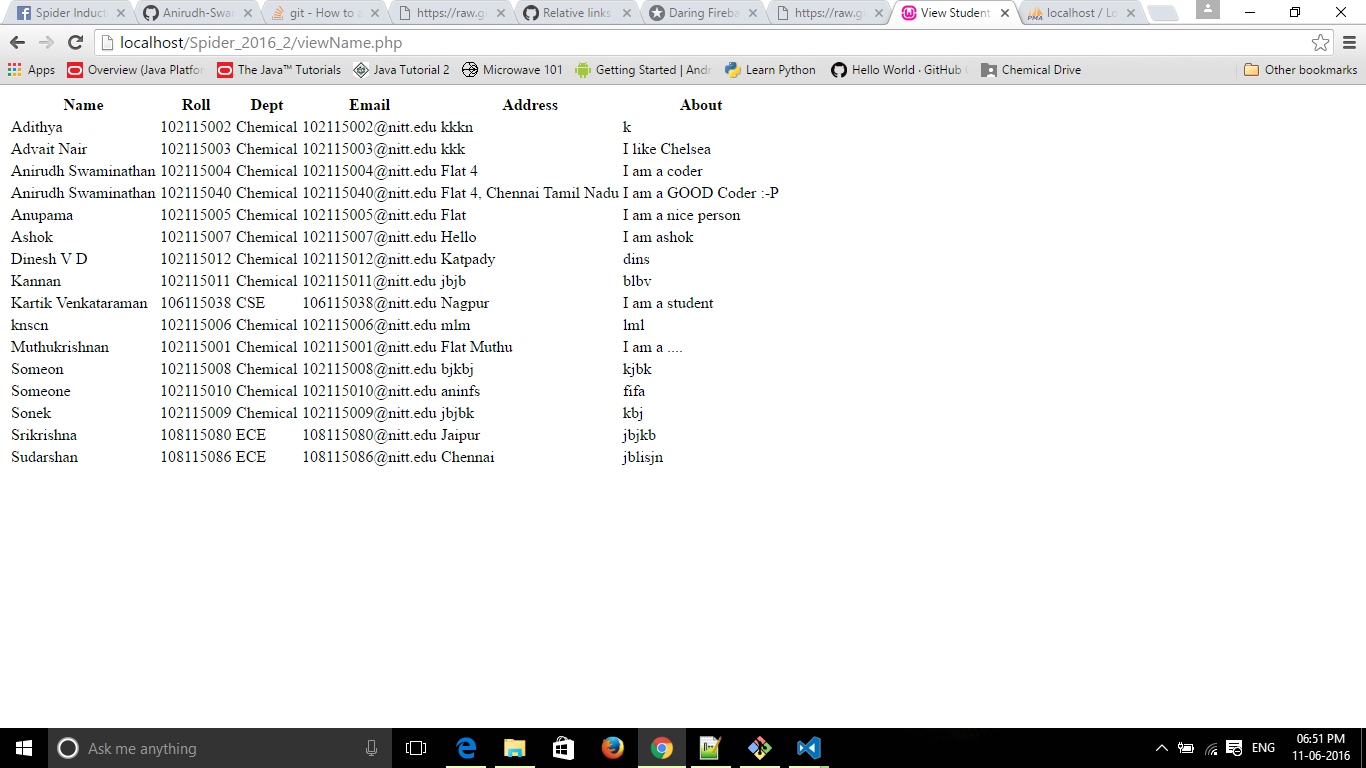 Spider Induct
Anirudh-Swar
git - How to a
https://raw.g
Relative links
Daring Fireba
https://raw.g
View Student
localhost / Lo
localhost/Spider_2016_2/viewName.php
Apps
Overview (Java Platfor
The Java™ Tutorials
Java Tutorial 2
Microwave 101
Getting Started | Andr
Learn Python
Hello World · GitHub
Chemical Drive
Other bookmarks
Name Roll Dept Email Address About
Adithya 102115002 Chemical 102115002@nitt.edu kkkn k
Advait Nair 102115003 Chemical 102115003@nitt.edu kkk I like Chelsea
Anirudh Swaminathan 102115004 Chemical 102115004@nitt.edu Flat 4 I am a coder
Anirudh Swaminathan 102115040 Chemical 102115040@nitt.edu Flat 4, Chennai Tamil Nadu I am a GOOD Coder :-P
Anupama 102115005 Chemical 102115005@nitt.edu Flat I am a nice person
Ashok 102115007 Chemical 102115007@nitt.edu Hello I am ashok
Dinesh V D 102115012 Chemical 102115012@nitt.edu Katpady dins
Kannan 102115011 Chemical 102115011@nitt.edu jbjb blbv
Kartik Venkataraman 106115038 CSE 106115038@nitt.edu Nagpur I am a student
knscn 102115006 Chemical 102115006@nitt.edu mlm lml
Muthukrishnan 102115001 Chemical 102115001@nitt.edu Flat Muthu I am a ....
Someon 102115008 Chemical 102115008@nitt.edu bjkbj kjbk
Someone 102115010 Chemical 102115010@nitt.edu aninfs fifa
Sonek 102115009 Chemical 102115009@nitt.edu jbjbk kbj
Srikrishna 108115080 ECE 108115080@nitt.edu Jaipur jbjkb
Sudarshan 108115086 ECE 108115086@nitt.edu Chennai jblisjn
Ask me anything
ENG
06:51 PM
11-06-2016